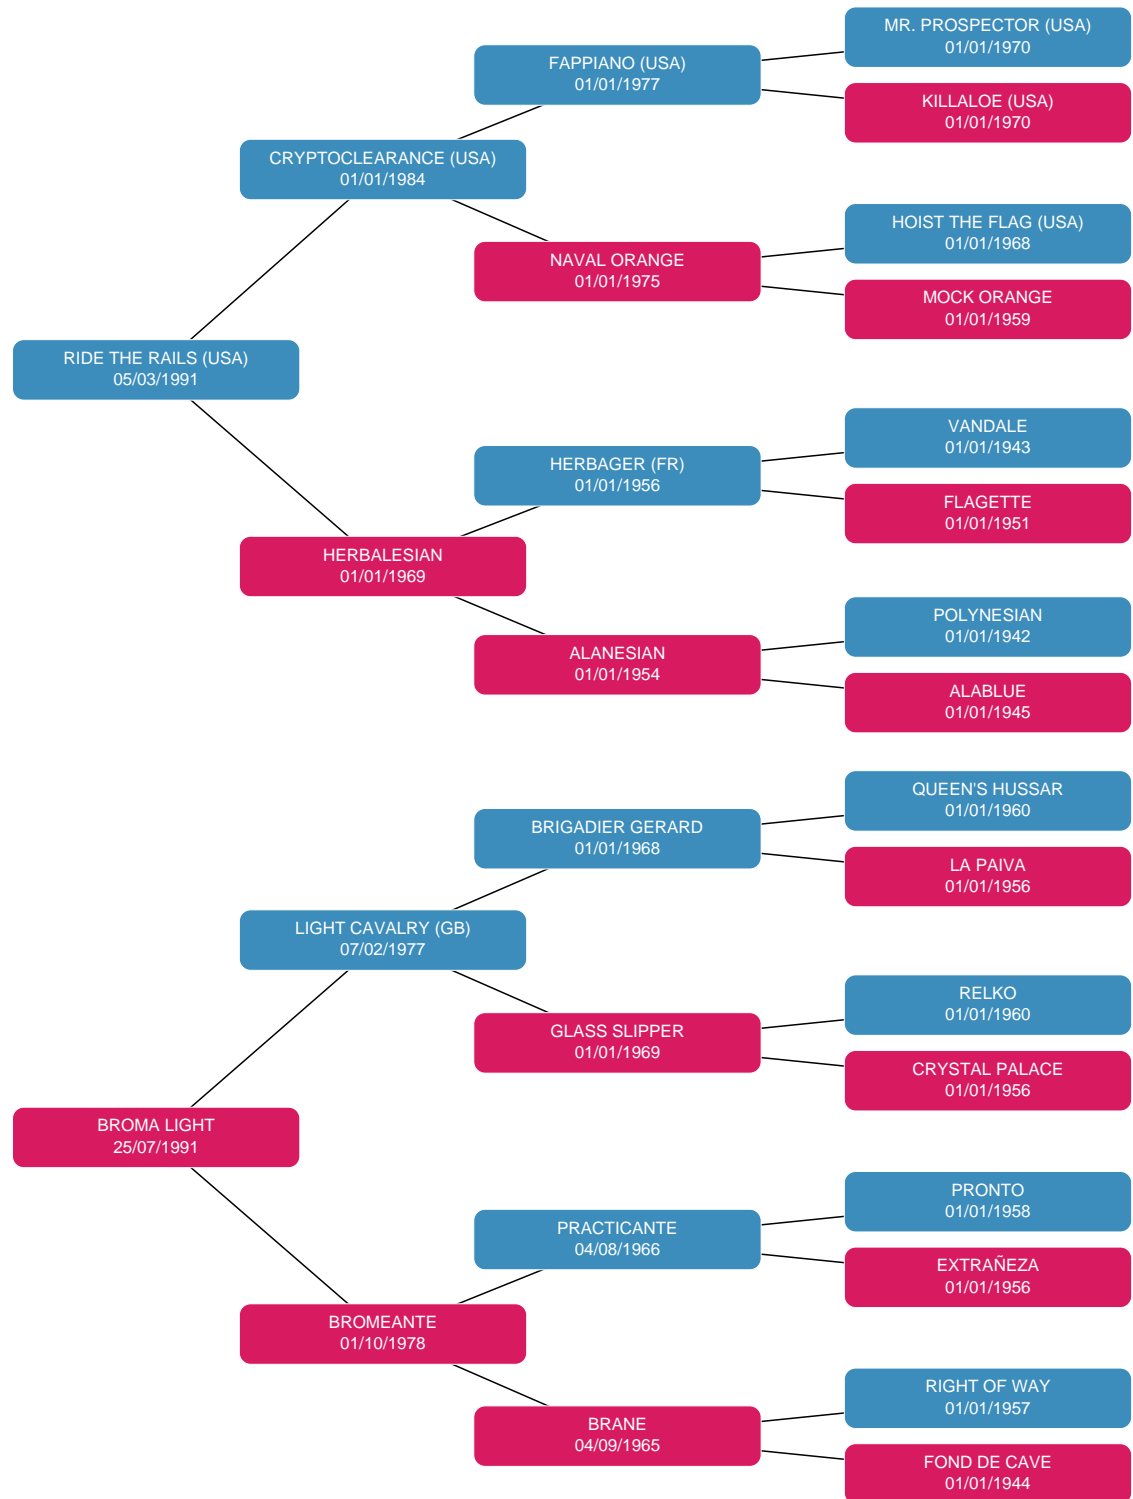 MR. PROSPECTOR (USA)
01/01/1970
FAPPIANO (USA)
01/01/1977
KILLALOE (USA)
01/01/1970
CRYPTOCLEARANCE (USA)
01/01/1984
HOIST THE FLAG (USA)
01/01/1968
NAVAL ORANGE
01/01/1975
MOCK ORANGE
01/01/1959
RIDE THE RAILS (USA)
05/03/1991
VANDALE
01/01/1943
HERBAGER (FR)
01/01/1956
FLAGETTE
01/01/1951
HERBALESIAN
01/01/1969
POLYNESIAN
01/01/1942
ALANESIAN
01/01/1954
ALABLUE
01/01/1945
QUEEN'S HUSSAR
01/01/1960
BRIGADIER GERARD
01/01/1968
LA PAIVA
01/01/1956
LIGHT CAVALRY (GB)
07/02/1977
RELKO
01/01/1960
GLASS SLIPPER
01/01/1969
CRYSTAL PALACE
01/01/1956
BROMA LIGHT
25/07/1991
PRONTO
01/01/1958
PRACTICANTE
04/08/1966
EXTRAÑEZA
01/01/1956
BROMEANTE
01/10/1978
RIGHT OF WAY
01/01/1957
BRANE
04/09/1965
FOND DE CAVE
01/01/1944